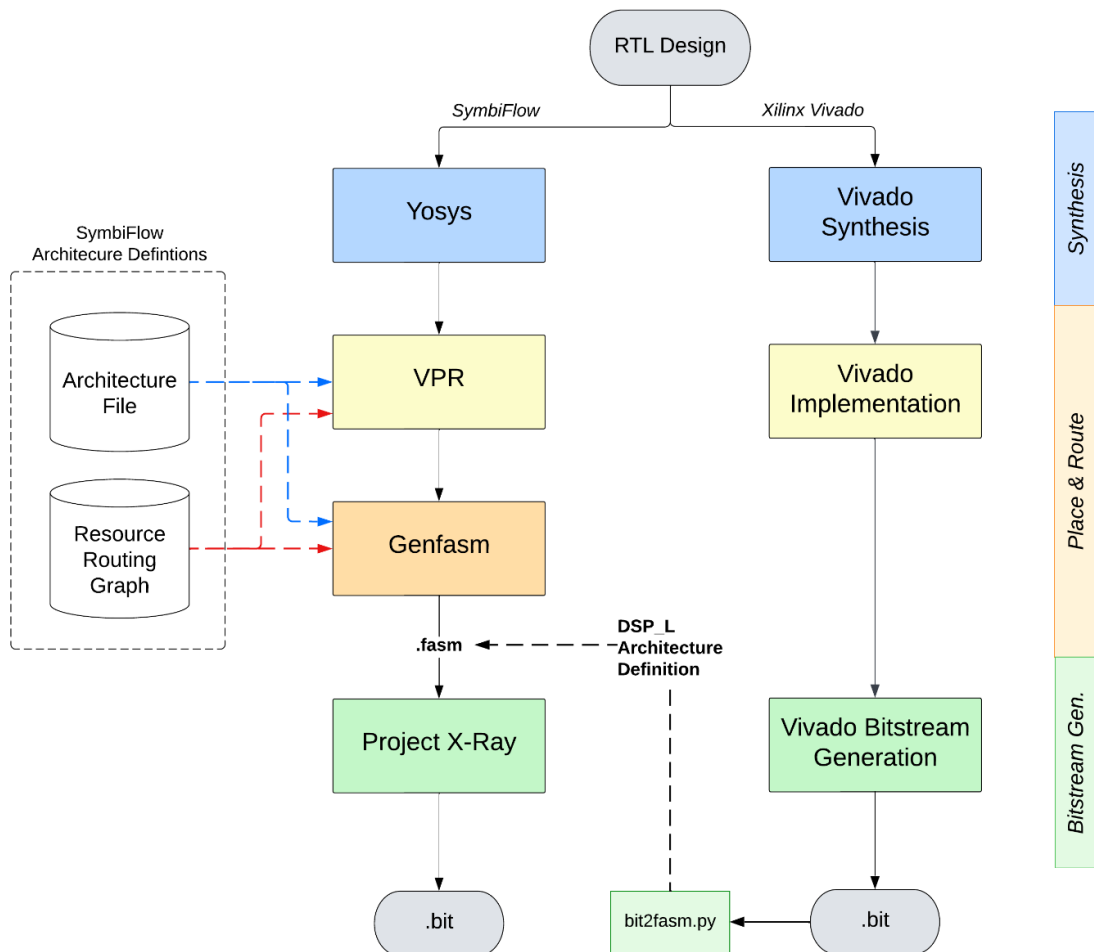 RTL Design
SymbiFlow
Xilinx Vivado
Yosys
Vivado
Synthesis
Synthesis
SymbiFlow
Architecure Defintions
Architecture
File
VPR
Vivado
Implementation
Place & Route
Resource
Routing
Graph
Genfasm
.fasm
DSP_L
Architecture
Definition
Project X-Ray
Vivado Bitstream
Generation
Bitstream Gen.
.bit
bit2fasm.py
.bit